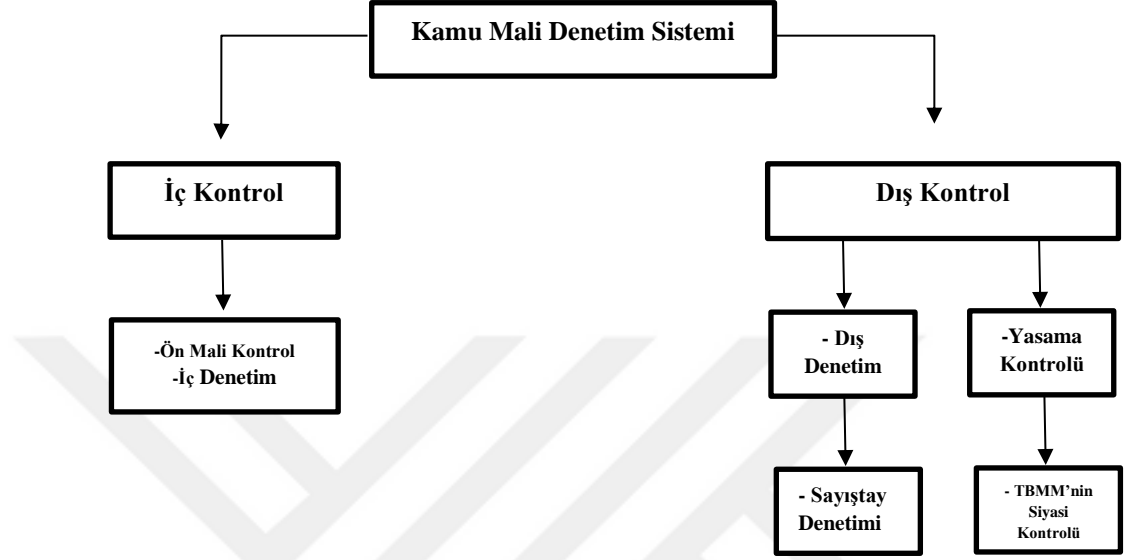 Kamu Mali Denetim Sistemi
İç Kontrol
Dış Kontrol
-Ön Mali Kontrol
-İç Denetim
- Dış
Denetim
-Yasama
Kontrolü
- Sayıştay
Denetimi
- TBMM’nin
Siyasi
Kontrolü